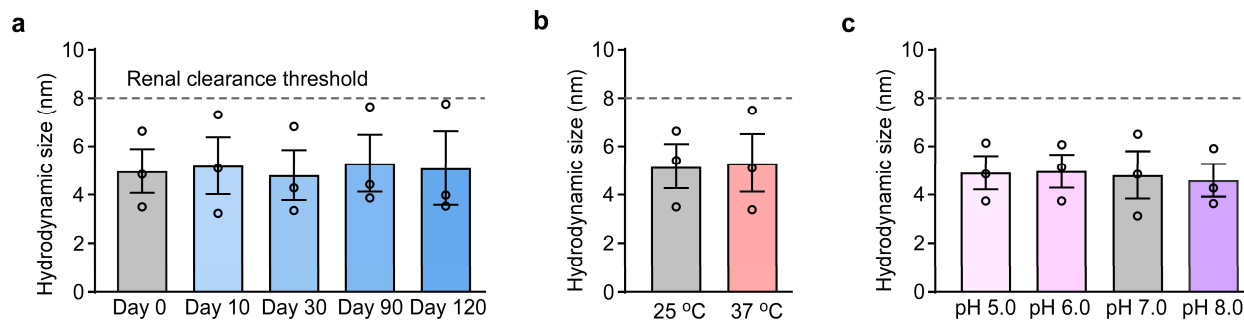 a
Hydrodynamic size (nm)
10
8
6
4
2
0
Renal clearance threshold
Day 0 Day 10 Day 30 Day 90 Day 120
b
Hydrodynamic size (nm)
10
8
6
4
2
0
25 ºC 37 ºC
c
Hydrodynamic size (nm)
10
8
6
4
2
0
pH 5.0 pH 6.0 pH 7.0 pH 8.0